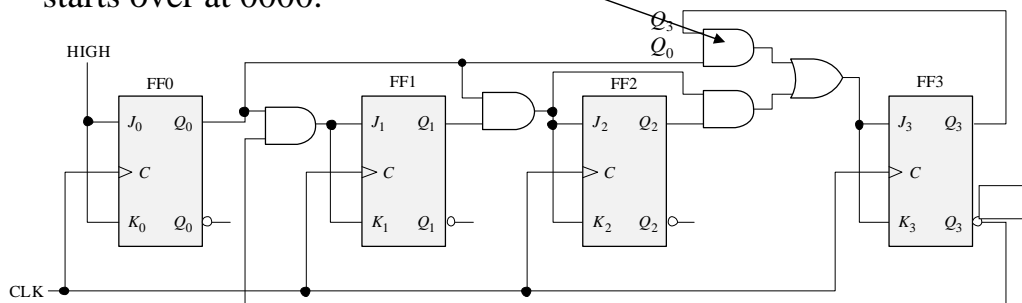 starts over at 0000.
Q3
Q0
HIGH
FF0
FF1
FF2
FF3
J0 Q0
J1 Q1
J2 Q2
J3 Q3
C
C
C
C
K0 Q0
K1 Q1
K2 Q2
K3 Q3
CLK